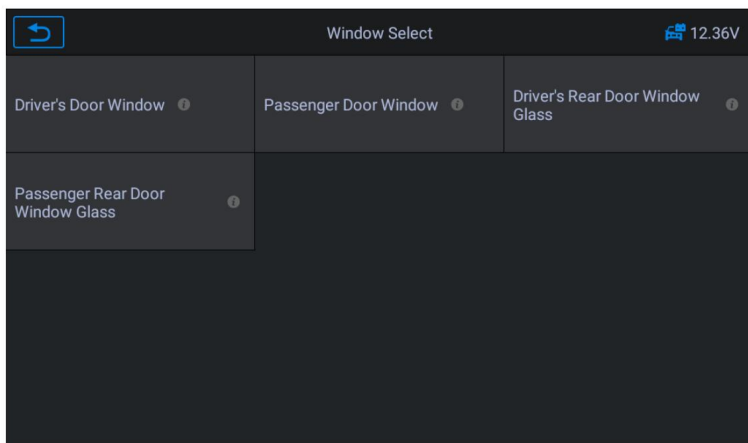 Window Select
12.36V
Driver's Door Window
Passenger Door Window
Driver's Rear Door Window
Glass
Passenger Rear Door
Window Glass